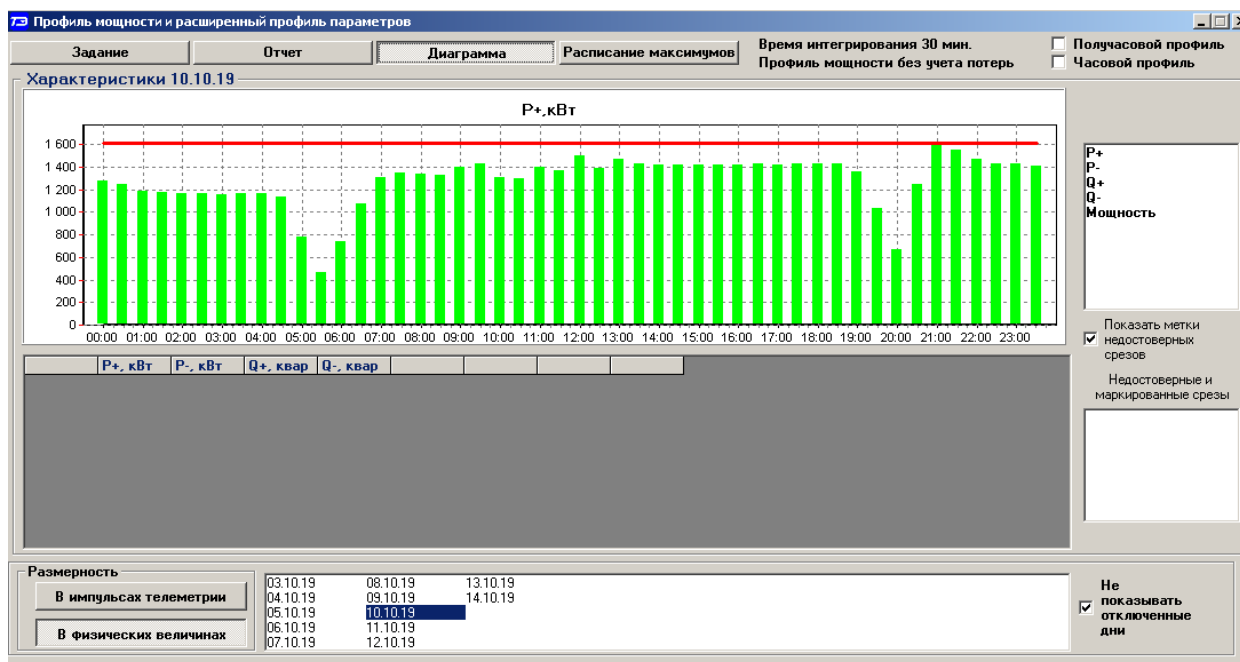 ТЭ Профиль мощности и расширенный профиль параметров
Задание
Отчет
Диаграмма
Расписание максимумов
Время интегрирования 30 мин.
Профиль мощности без учета потерь
Получасовой профиль
Часовой профиль
Характеристики 10.10.19
P+,кВт
1 600
1 400
1 200
1 000
800
600
400
200
0
00:00 01:00 02:00 03:00 04:00 05:00 06:00 07:00 08:00 09:00 10:00 11:00 12:00 13:00 14:00 15:00 16:00 17:00 18:00 19:00 20:00 21:00 22:00 23:00
P+
P-
Q+
Q-
Мощность
Показать метки
недостоверных
срезов
Недостоверные и
маркированные срезы
P+, кВт P-, кВт Q+, квар Q-, квар
Размерность
В импульсах телеметрии
В физических величинах
03.10.19 08.10.19 13.10.19
04.10.19 09.10.19 14.10.19
05.10.19 10.10.19
06.10.19 11.10.19
07.10.19 12.10.19
Не
показывать
отключенные
дни